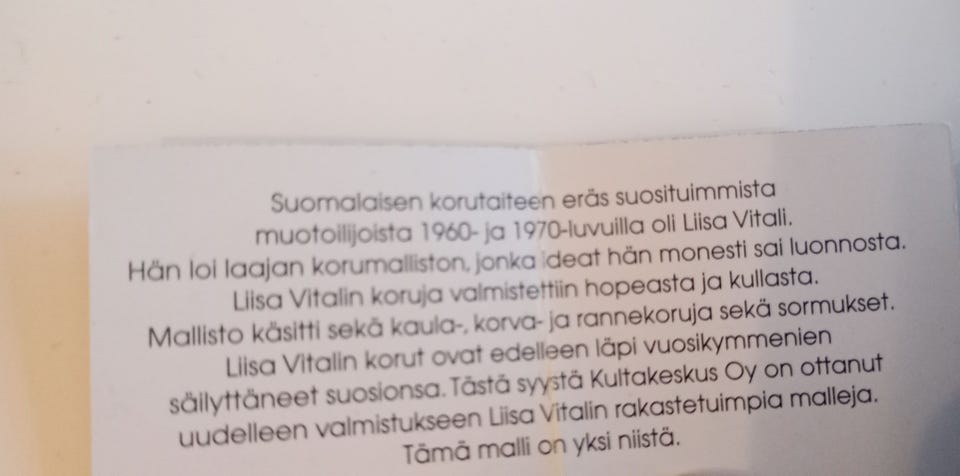 Suomalaisen korutaiteen eräs suosituimmista
muotoilijoista 1960- ja 1970-luvuilla oli Liisa Vitali.
Hän loi laajan korumalliston, jonka ideat hän monesti sai luonnosta.
Liisa Vitalin koruja valmistettiin hopeasta ja kullasta.
Mallisto käsitti sekä kaula-, korva- ja rannekoruja sekä sormukset.
Liisa Vitalin korut ovat edelleen läpi vuosikymmenien
säilyttäneet suosionsa. Tästä syystä Kultakeskus Oy on ottanut
uudelleen valmistukseen Liisa Vitalin rakastetuimpia malleja.
Tämä malli on yksi niistä.